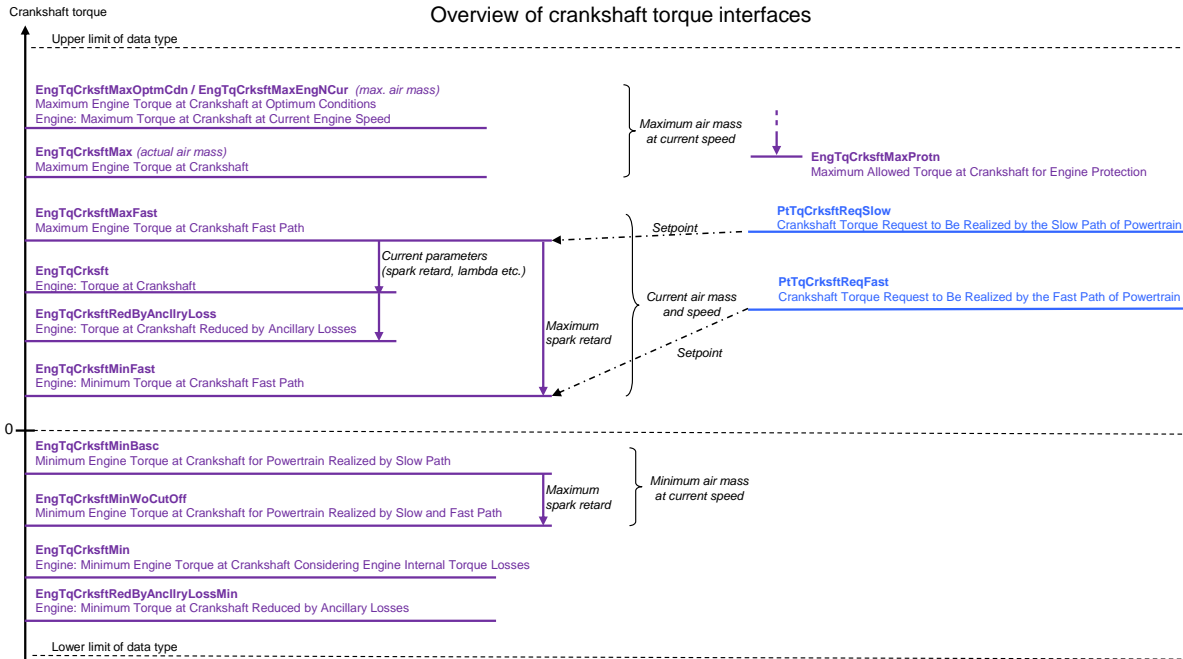 Crankshaft torque
Overview of crankshaft torque interfaces
Upper limit of data type
EngTqCrksftMaxOptmCdn / EngTqCrksftMaxEngNCur (max. air mass)
Maximum Engine Torque at Crankshaft at Optimum Conditions
Engine: Maximum Torque at Crankshaft at Current Engine Speed
EngTqCrksftMax (actual air mass)
Maximum Engine Torque at Crankshaft
Maximum air mass
at current speed
EngTqCrksftMaxProtn
Maximum Allowed Torque at Crankshaft for Engine Protection
EngTqCrksftMaxFast
Maximum Engine Torque at Crankshaft Fast Path
Setpoint
PtTqCrksftReqSlow
Crankshaft Torque Request to Be Realized by the Slow Path of Powertrain
Current parameters
(spark retard, lambda etc.)
EngTqCrksft
Engine: Torque at Crankshaft
PtTqCrksftReqFast
Crankshaft Torque Request to Be Realized by the Fast Path of Powertrain
Current air mass
and speed
EngTqCrksftRedByAncllryLoss
Engine: Torque at Crankshaft Reduced by Ancillary Losses
Maximum
spark retard
Setpoint
EngTqCrksftMinFast
Engine: Minimum Torque at Crankshaft Fast Path
0
EngTqCrksftMinBasc
Minimum Engine Torque at Crankshaft for Powertrain Realized by Slow Path
Maximum
spark retard
Minimum air mass
at current speed
EngTqCrksftMinWoCutOff
Minimum Engine Torque at Crankshaft for Powertrain Realized by Slow and Fast Path
EngTqCrksftMin
Engine: Minimum Engine Torque at Crankshaft Considering Engine Internal Torque Losses
EngTqCrksftRedByAncllryLossMin
Engine: Minimum Torque at Crankshaft Reduced by Ancillary Losses
Lower limit of data type